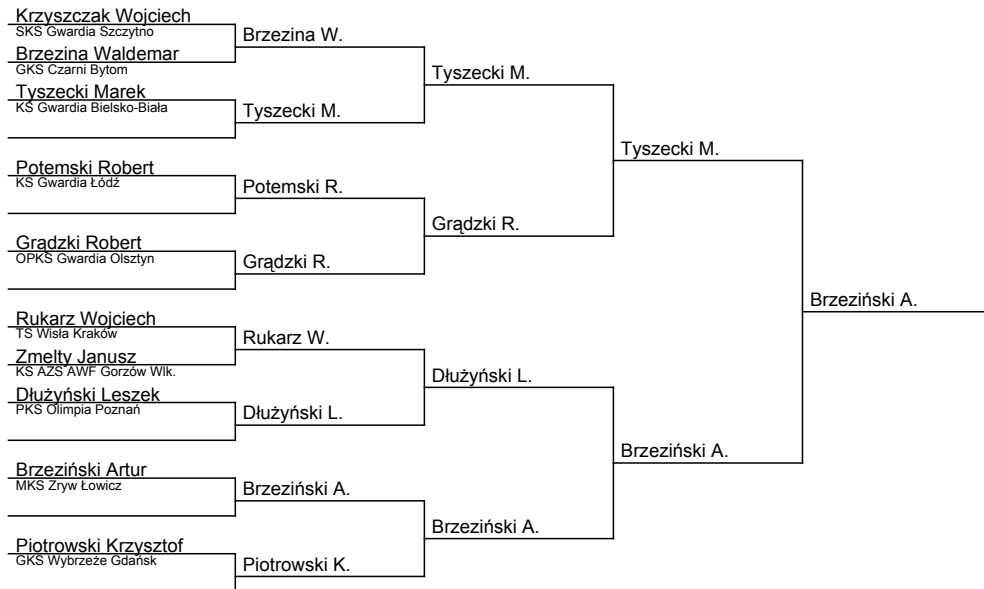 Krzyszczak Wojciech
SKS Gwardia Szczytno
Brzezina W.
Brzezina Waldemar
GKS Czarni Bytom
Tyszecki M.
Tyszecki Marek
KS Gwardia Bielsko-Biała
Tyszecki M.
Tyszecki M.
Potemski Robert
KS Gwardia Łódź
Potemski R.
Grądzki R.
Grądzki Robert
OPKS Gwardia Olsztyn
Grądzki R.
Brzeziński A.
Rukarz Wojciech
TS Wisła Kraków
Rukarz W.
Zmelty Janusz
KS AZS AWF Gorzów Wlk.
Dłużyński L.
Dłużyński Leszek
PKS Olimpia Poznań
Dłużyński L.
Brzeziński A.
Brzeziński Artur
MKS Zryw Łowicz
Brzeziński A.
Brzeziński A.
Piotrowski Krzysztof
GKS Wybrzeże Gdańsk
Piotrowski K.